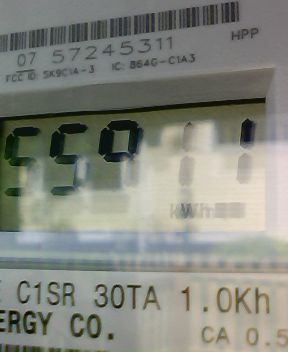 07 57245311
HPP
FCC ID: SK9C1A-3 IC: 864G-C1A3
kWh
C1SR 30TA 1.0Kh
ERGY CO.
CA 0.5